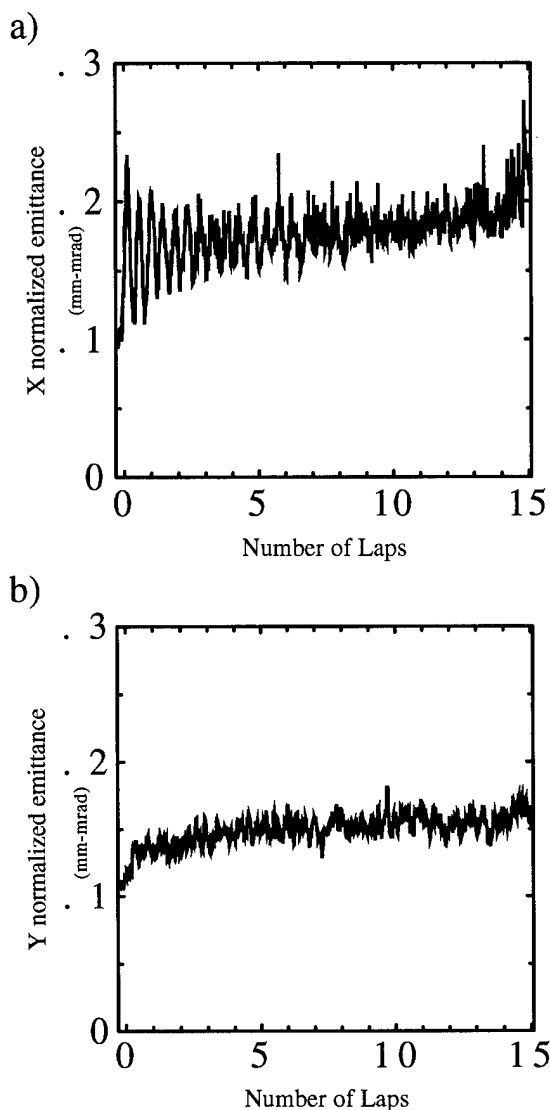 a)
3
2
1
0
X normalized emittance
(mm-mrad)
0 5 10 15
Number of Laps
b)
3
2
1
0
Y normalized emittance
(mm-mrad)
0 5 10 15
Number of Laps